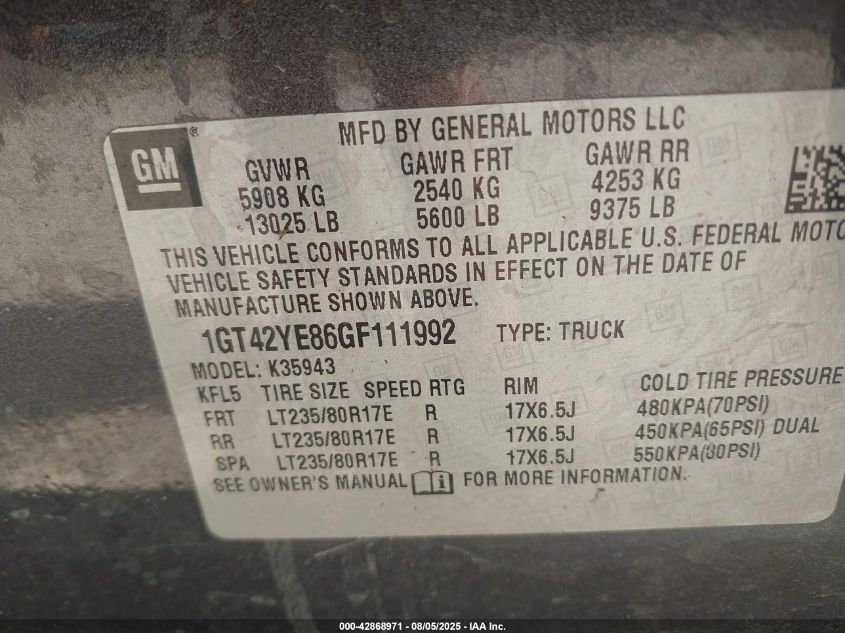 GM®
MFD BY GENERAL MOTORS LLC
GVWR GAWR FRT GAWR RR
5908 KG 2540 KG 4253 KG
13025 LB 5600 LB 9375 LB
THIS VEHICLE CONFORMS TO ALL APPLICABLE U.S. FEDERAL MOTO
VEHICLE SAFETY STANDARDS IN EFFECT ON THE DATE OF
MANUFACTURE SHOWN ABOVE.
1GT42YE86GF111992 TYPE: TRUCK
MODEL: K35943
KFL5 TIRE SIZE SPEED RTG RIM COLD TIRE PRESSURE
FRT LT235/80R17E R 17X6.5J 480KPA(70PSI)
RR LT235/80R17E R 17X6.5J 450KPA(65PSI) DUAL
SPA LT235/80R17E R 17X6.5J 550KPA(80PSI)
SEE OWNER'S MANUAL i FOR MORE INFORMATION.
000-42868971 - 08/05/2025 - IAA Inc.